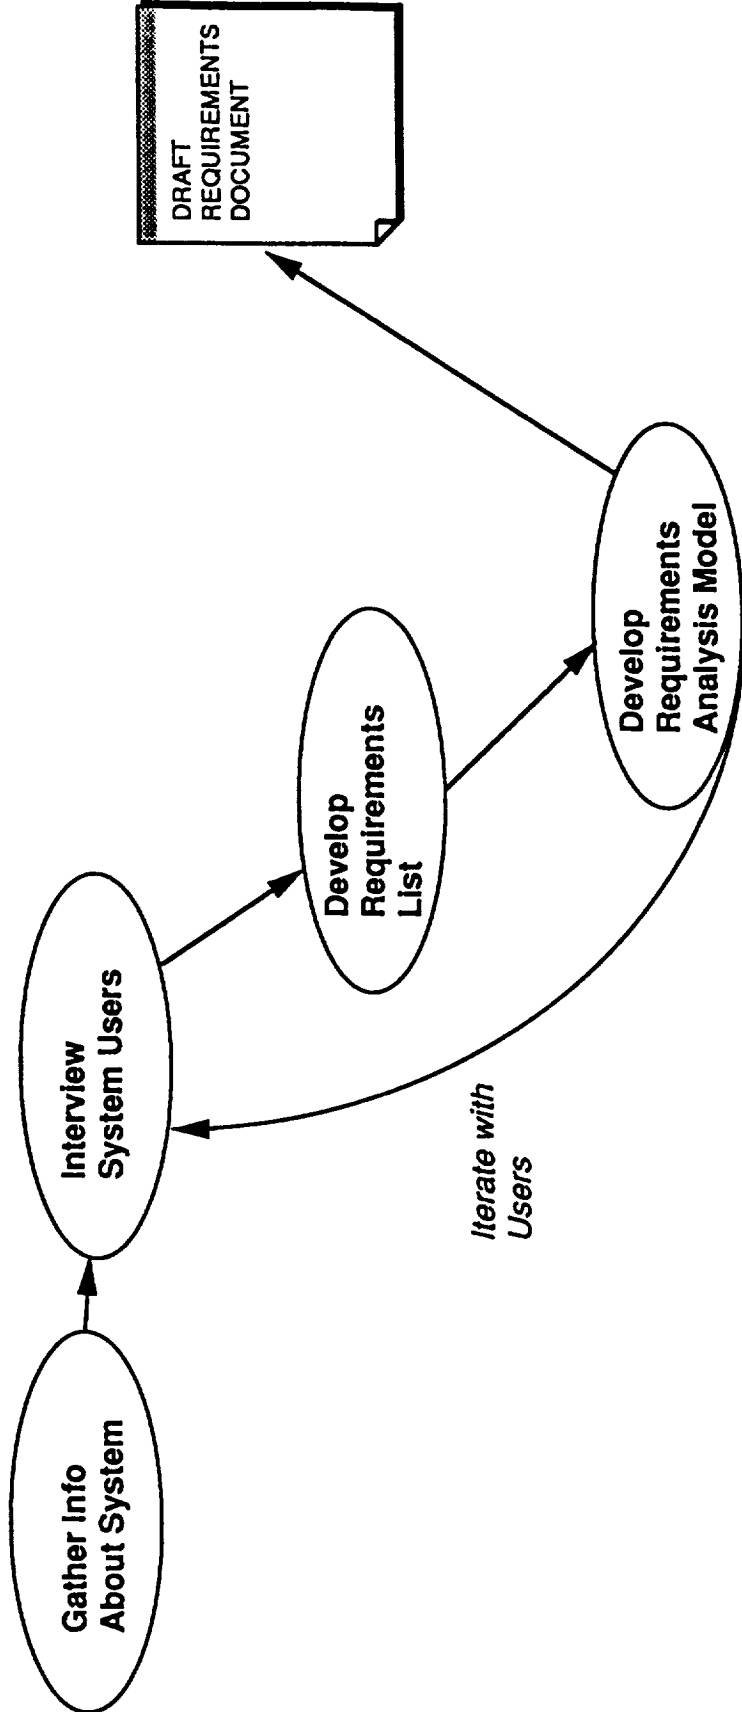 Gather Info
About System
Interview
System Users
Develop
Requirements
List
Develop
Requirements
Analysis Model
Iterate with
Users
DRAFT
REQUIREMENTS
DOCUMENT